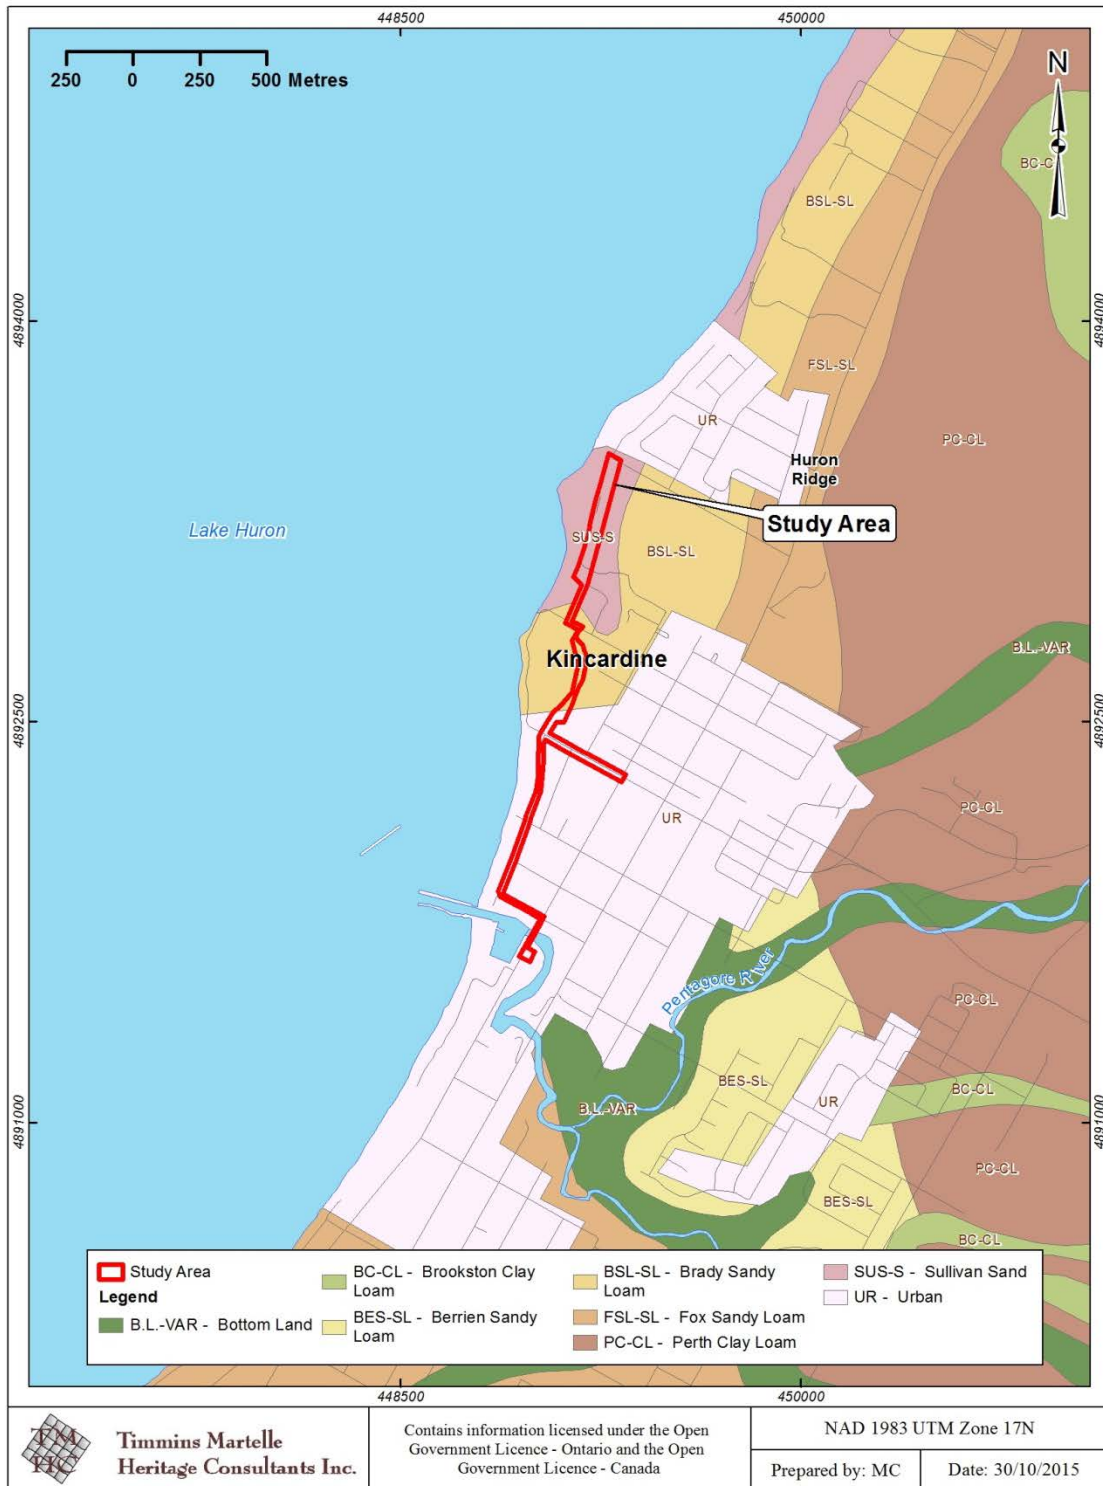 448500
450000
250 0 250 500 Metres
N
BC-C
BSL-SL
4894000
4894000
FSL-SL
UR
PC-CL
Huron
Ridge
Study Area
Lake Huron
SUS-S
BSL-SL
B.L.-VAR
Kincardine
4892500
4892500
PC-CL
UR
Pentagore River
PC-CL
BES-SL
BC-CL
UR
B.L.-VAR
4891000
4891000
PC-CL
BES-SL
BC-CL
Study Area
Legend
B.L.-VAR - Bottom Land
BC-CL - Brookston Clay
Loam
BES-SL - Berrien Sandy
Loam
BSL-SL - Brady Sandy
Loam
FSL-SL - Fox Sandy Loam
PC-CL - Perth Clay Loam
SUS-S - Sullivan Sand
UR - Urban
448500
450000
TM
HC
Timmins Martelle
Heritage Consultants Inc.
Contains information licensed under the Open
Government Licence - Ontario and the Open
Government Licence - Canada
NAD 1983 UTM Zone 17N
Prepared by: MC
Date: 30/10/2015